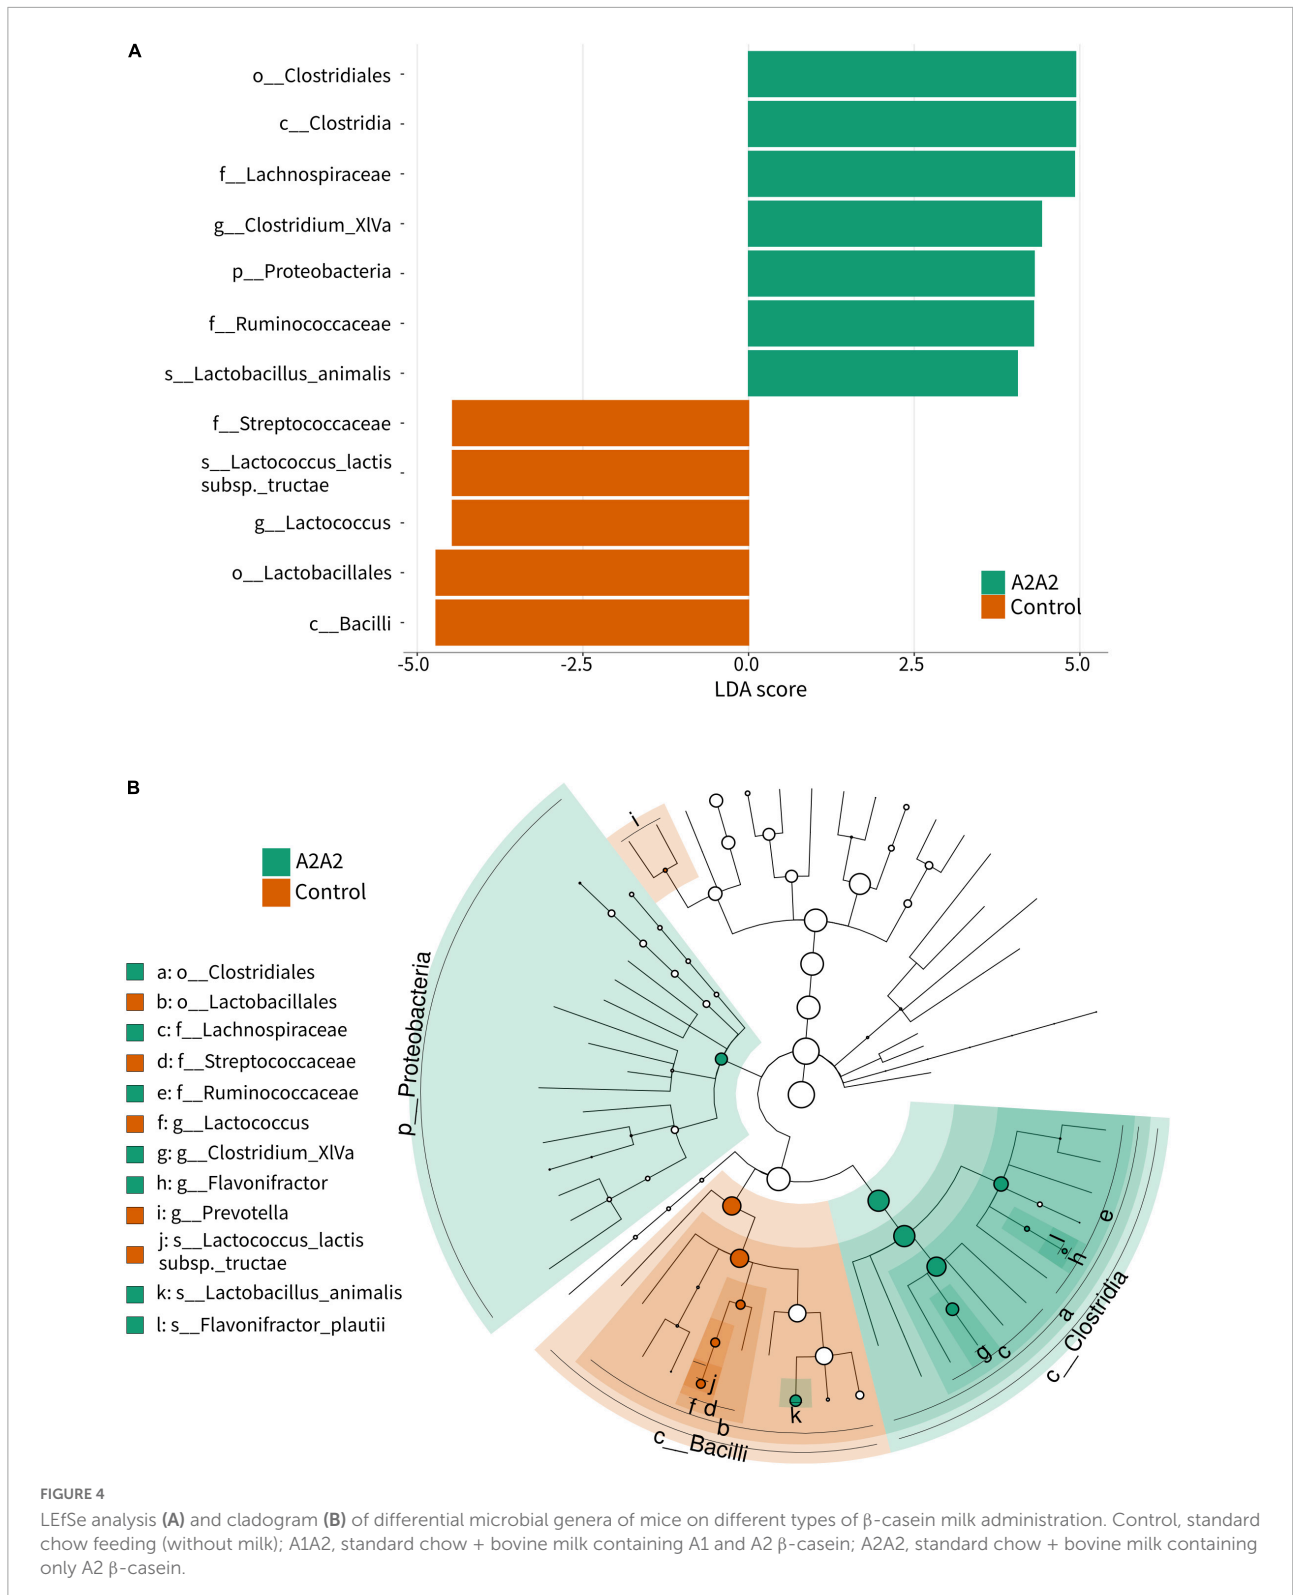 A
o__Clostridiales
c__Clostridia
f__Lachnospiraceae
g__Clostridium_XlVa
p__Proteobacteria
f__Ruminococcaceae
s__Lactobacillus_animalis
f__Streptococcaceae
s__Lactococcus_lactis
subsp._tructae
g__Lactococcus
o__Lactobacillales
c__Bacilli
A2A2
Control
-5.0 -2.5 0.0 2.5 5.0
LDA score
B
A2A2
Control
a: o__Clostridiales
b: o__Lactobacillales
c: f__Lachnospiraceae
d: f__Streptococcaceae
e: f__Ruminococcaceae
f: g__Lactococcus
g: g__Clostridium_XlVa
h: g__Flavonifractor
i: g__Prevotella
j: s__Lactococcus_lactis
subsp._tructae
k: s__Lactobacillus_animalis
l: s__Flavonifractor_plautii
p__Proteobacteria
i
e
l
h
a
g
c
c__Clostridia
j
f
d
b
k
c__Bacilli
FIGURE 4
LEfSe analysis (A) and cladogram (B) of differential microbial genera of mice on different types of β-casein milk administration. Control, standard
chow feeding (without milk); A1A2, standard chow + bovine milk containing A1 and A2 β-casein; A2A2, standard chow + bovine milk containing
only A2 β-casein.